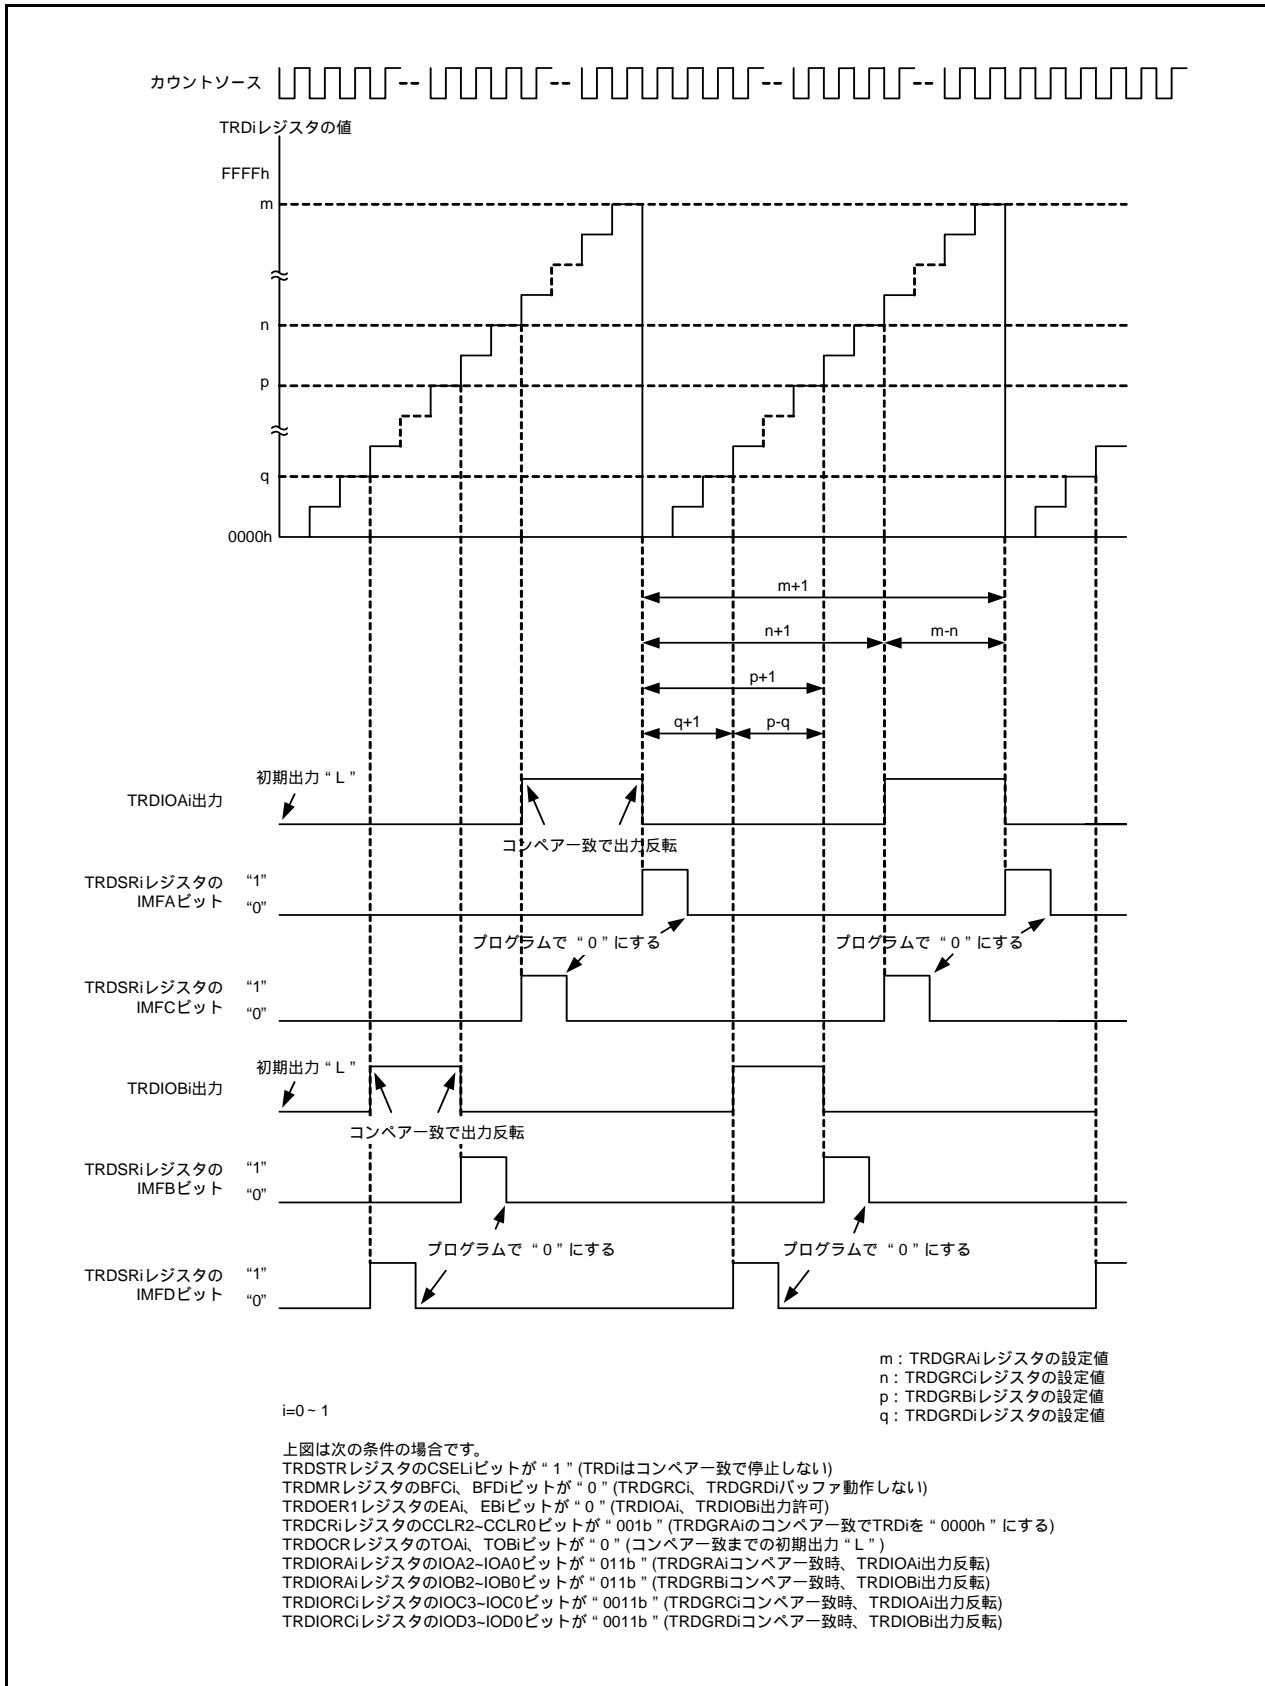 カウントソース
TRDiレジスタの値
FFFFh
m
n
p
q
0000h
m+1
n+1
m-n
p+1
q+1
p-q
初期出力 “ L ”
TRDIOAi出力
コンペア一致で出力反転
TRDSRiレジスタの
IMFAビット
“1”
“0”
プログラムで “ 0 ” にする
プログラムで “ 0 ” にする
TRDSRiレジスタの
IMFCビット
“1”
“0”
初期出力 “ L ”
TRDIOBi出力
コンペア一致で出力反転
TRDSRiレジスタの
IMFBビット
“1”
“0”
プログラムで “ 0 ” にする
プログラムで “ 0 ” にする
TRDSRiレジスタの
IMFDビット
“1”
“0”
m : TRDGRAiレジスタの設定値
n : TRDGRCiレジスタの設定値
p : TRDGRBiレジスタの設定値
q : TRDGRDiレジスタの設定値
i=0 ~ 1
上図は次の条件の場合です。
TRDSTRレジスタのCSELiビットが “ 1 ” (TRDiはコンペア一致で停止しない)
TRDMRレジスタのBFCi、BFDiビットが “ 0 ” (TRDGRCi、TRDGRDiバッファ動作しない)
TRDOER1レジスタのEAi、EBiビットが “ 0 ” (TRDIOAi、TRDIOBi出力許可)
TRDCRiレジスタのCCLR2~CCLR0ビットが “ 001b ” (TRDGRAiのコンペア一致でTRDiを “ 0000h ” にする)
TRDOCRレジスタのTOAi、TOBiビットが “ 0 ” (コンペア一致までの初期出力 “ L ” )
TRDIORAiレジスタのIOA2~IOA0ビットが “ 011b ” (TRDGRAiコンペア一致時、TRDIOAi出力反転)
TRDIORAiレジスタのIOB2~IOB0ビットが “ 011b ” (TRDGRBiコンペア一致時、TRDIOBi出力反転)
TRDIORCiレジスタのIOC3~IOC0ビットが “ 0011b ” (TRDGRCiコンペア一致時、TRDIOAi出力反転)
TRDIORCiレジスタのIOD3~IOD0ビットが “ 0011b ” (TRDGRDiコンペア一致時、TRDIOBi出力反転)